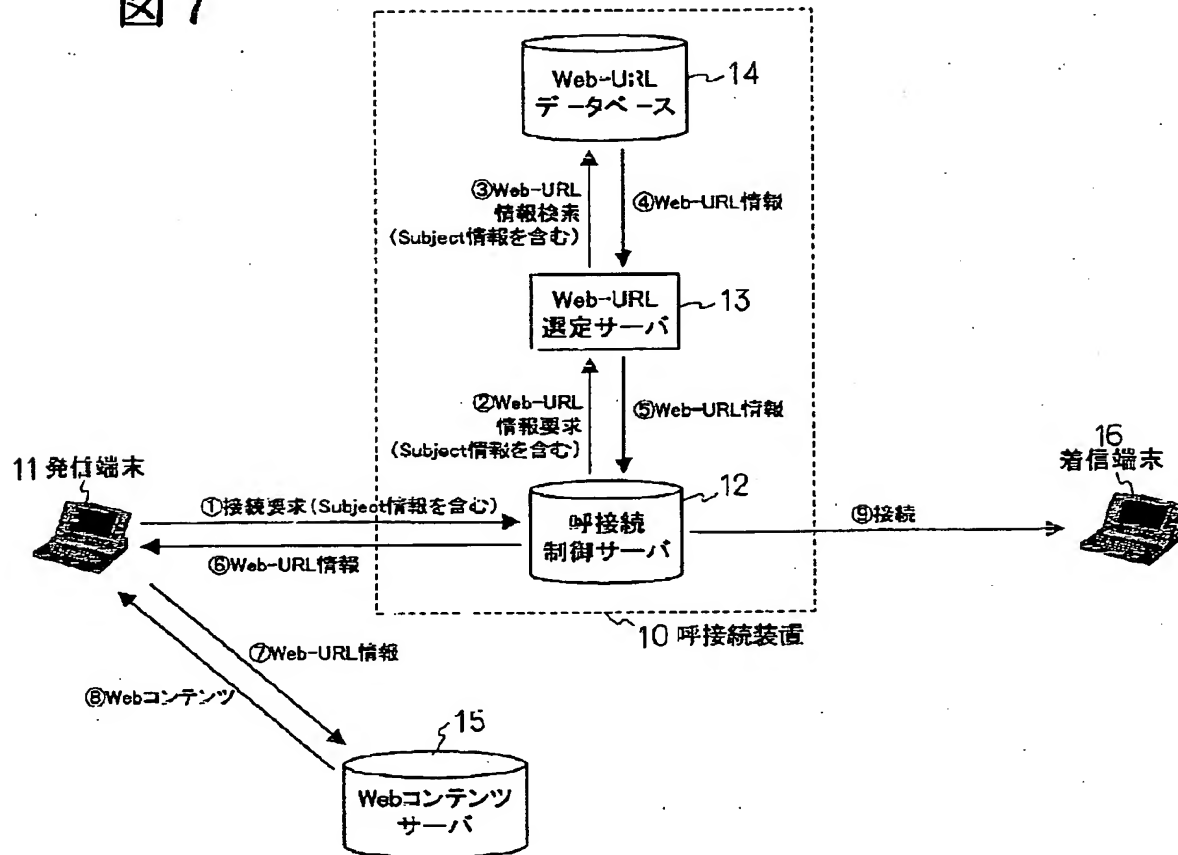 図7
Web-URL
データベース
14
③Web-URL
情報検索
(Subject情報を含む)
④Web-URL情報
Web-URL
選定サーバ
13
②Web-URL
情報要求
(Subject情報を含む)
⑤Web-URL情報
11 発信端末
①接続要求(Subject情報を含む)
呼接続
制御サーバ
12
⑨接続
16
着信端末
⑥Web-URL情報
10 呼接続装置
⑦Web-URL情報
⑧Webコンテンツ
15
Webコンテンツ
サーバ